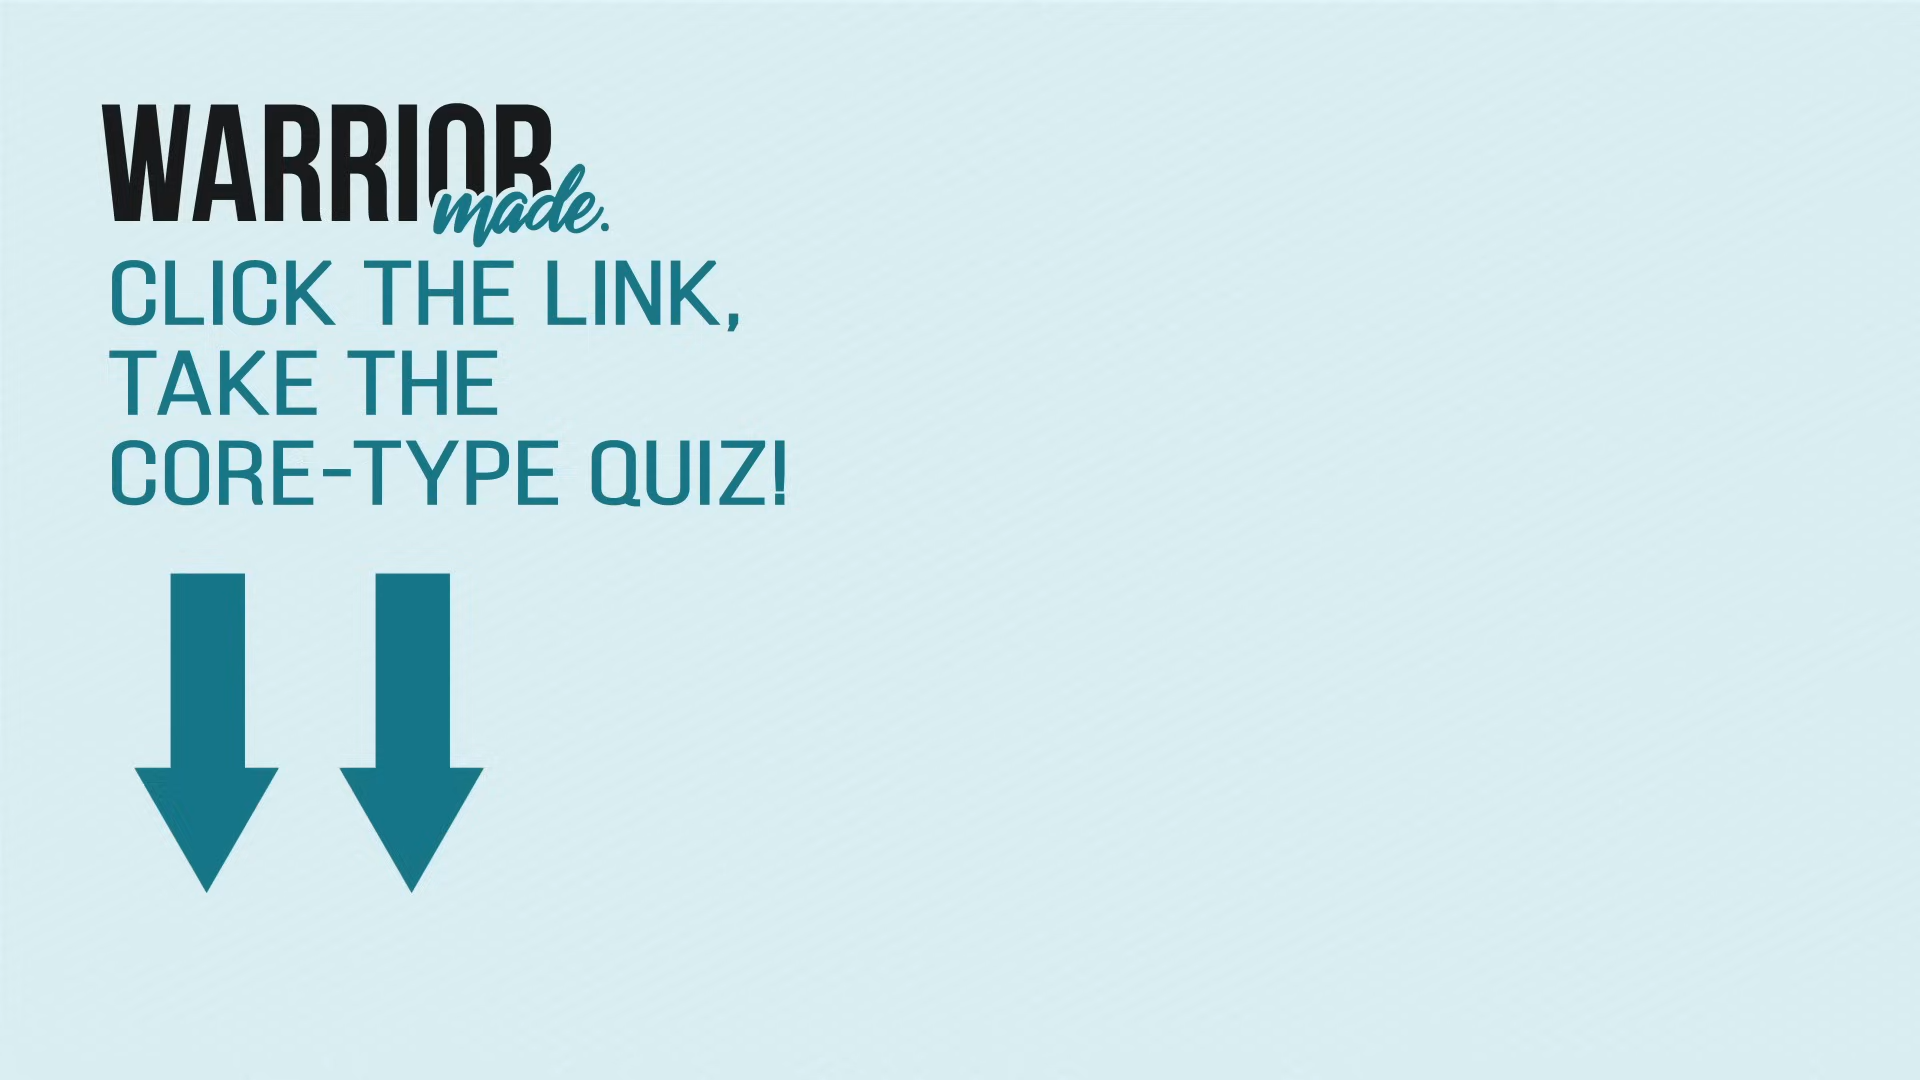 WARRIOR
made.
CLICK THE LINK,
TAKE THE
CORE-TYPE QUIZ!